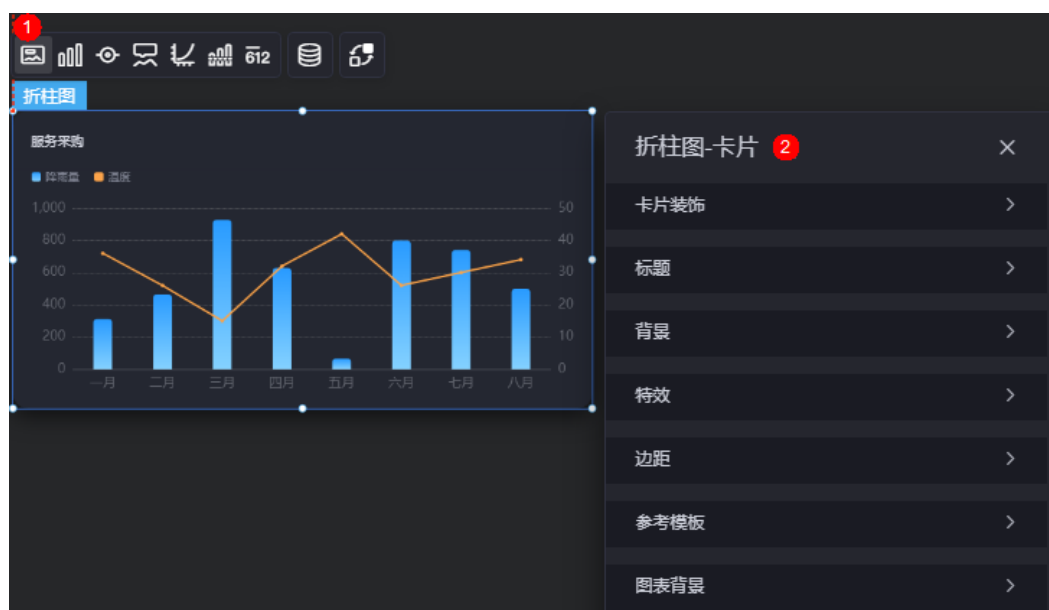 1
612
折柱图
服务采购
降雨量 温度
1,000 50
800 40
600 30
400 20
200 10
0 0
一月 二月 三月 四月 五月 六月 七月 八月
折柱图-卡片 2
卡片装饰
标题
背景
特效
边距
参考模板
图表背景